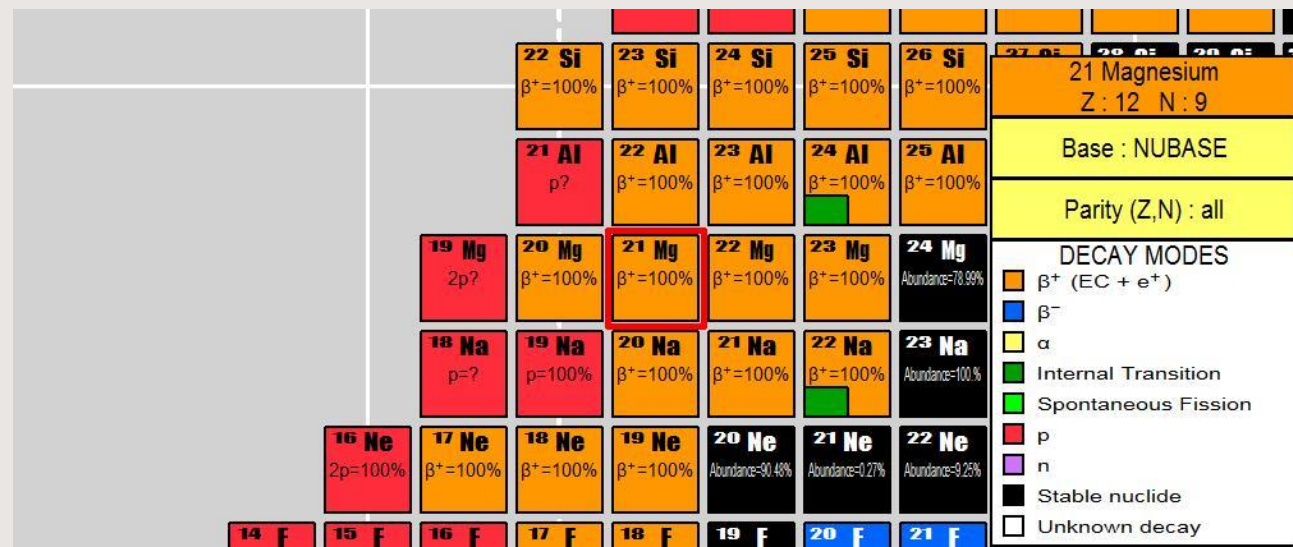 22 Si 23 Si 24 Si 25 Si 26 Si
β⁺=100% β⁺=100% β⁺=100% β⁺=100% β⁺=100%
21 Al 22 Al 23 Al 24 Al 25 Al
p? β⁺=100% β⁺=100% β⁺=100% β⁺=100%
19 Mg 20 Mg 21 Mg 22 Mg 23 Mg 24 Mg
2p? β⁺=100% β⁺=100% β⁺=100% β⁺=100% Abundance=78.99%
18 Na 19 Na 20 Na 21 Na 22 Na 23 Na
p=? p=100% β⁺=100% β⁺=100% β⁺=100% Abundance=100.%
16 Ne 17 Ne 18 Ne 19 Ne 20 Ne 21 Ne 22 Ne
2p=100% β⁺=100% β⁺=100% β⁺=100% Abundance=90.48% Abundance=0.27% Abundance=9.25%
14 F 15 F 16 F 17 F 18 F 19 F 20 F 21 F
21 Magnesium
Z : 12 N : 9
Base : NUBASE
Parity (Z,N) : all
DECAY MODES
β⁺ (EC + e⁺)
β⁻
α
Internal Transition
Spontaneous Fission
p
n
Stable nuclide
Unknown decay